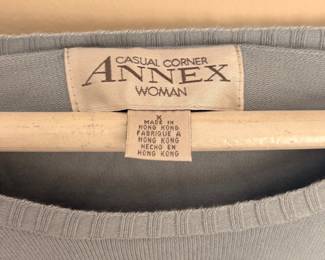 CASUAL CORNER
ANNEX
WOMAN
X
MADE IN
HONG KONG
FABRIQUE A
HONG KONG
HECHO EN
HONG KONG